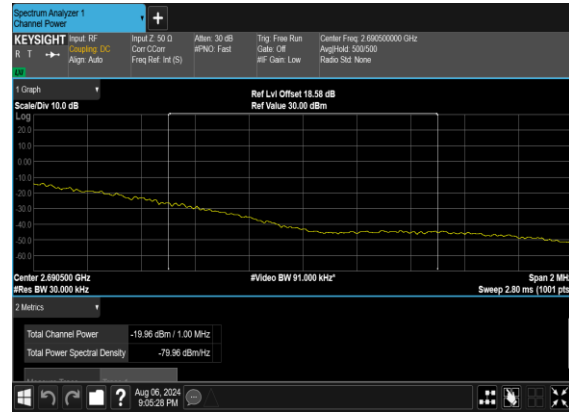 Spectrum Analyzer 1
Channel Power
+
KEYSIGHT
R T
Input: RF
Coupling: DC
Align: Auto
Input Z: 50 Ω
Corr CCorr
Freq Ref: Int (S)
Atten: 30 dB
#PNO: Fast
Trig: Free Run
Gate: Off
#IF Gain: Low
Center Freq: 2.690500000 GHz
Avg|Hold: 500/500
Radio Std: None
1 Graph
Scale/Div 10.0 dB
Ref Lvl Offset 18.58 dB
Ref Value 30.00 dBm
Log
20.0
10.0
0.00
-10.0
-20.0
-30.0
-40.0
-50.0
-60.0
Center 2.690500 GHz
#Res BW 30.000 kHz
#Video BW 91.000 kHz*
Span 2 MHz
Sweep 2.80 ms (1001 pts
2 Metrics
Total Channel Power -19.96 dBm / 1.00 MHz
Total Power Spectral Density -79.96 dBm/Hz
?
Aug 06, 2024
9:05:28 PM